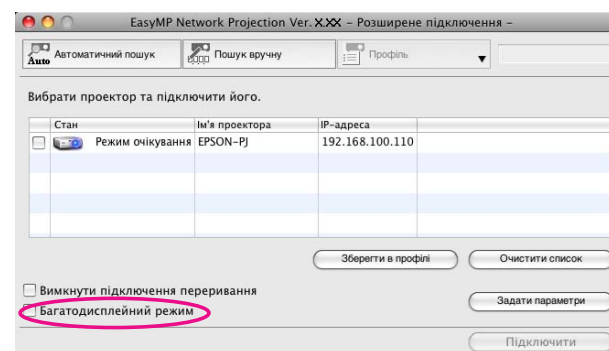 EasyMP Network Projection Ver. X.XX – Розширене підключення –
Auto Автоматичний пошук Пошук вручну Профіль
Вибрати проектор та підключити його.
Стан Ім'я проектора IP-адреса
Режим очікування EPSON-PJ 192.168.100.110
Зберегти в профілі Очистити список
Вимкнути підключення переривання
Задати параметри
Багатодисплейний режим
Підключити